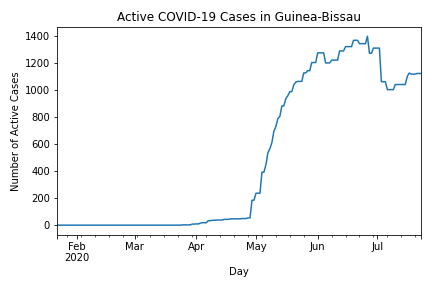 Active COVID-19 Cases in Guinea-Bissau
Number of Active Cases
1400
1200
1000
800
600
400
200
0
Feb Mar Apr May Jun Jul
2020
Day